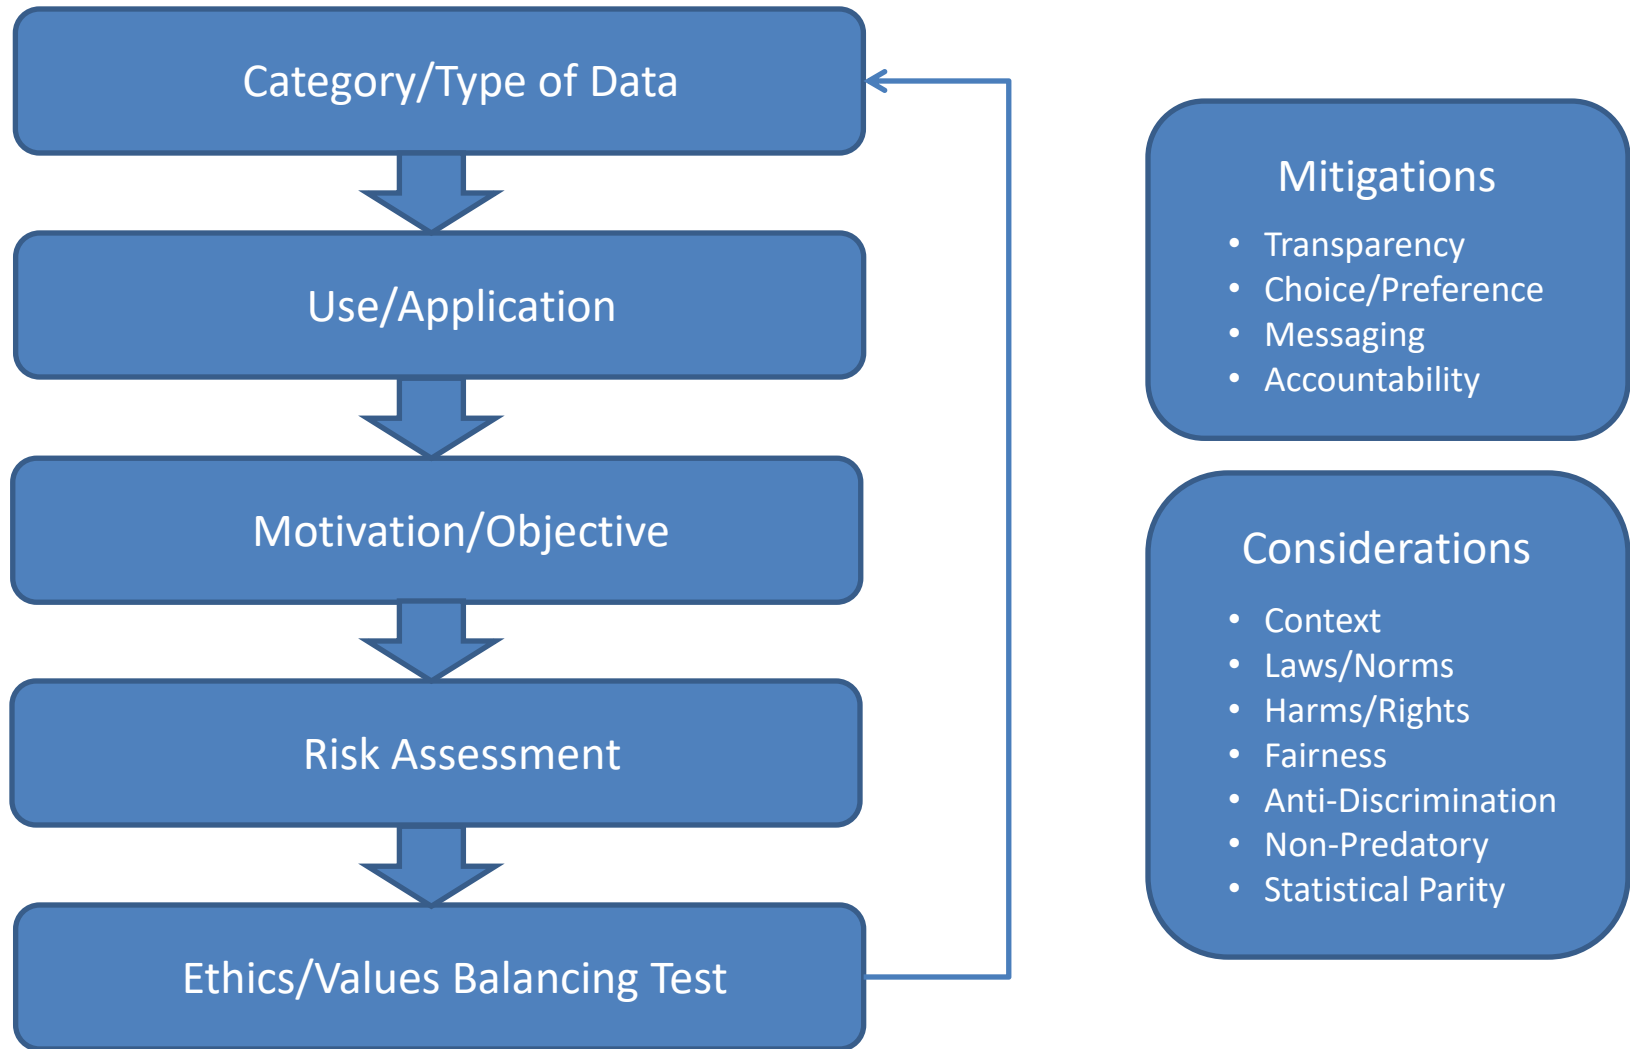 Category/Type of Data
Use/Application
Motivation/Objective
Risk Assessment
Ethics/Values Balancing Test
Mitigations
• Transparency
• Choice/Preference
• Messaging
• Accountability
Considerations
• Context
• Laws/Norms
• Harms/Rights
• Fairness
• Anti-Discrimination
• Non-Predatory
• Statistical Parity